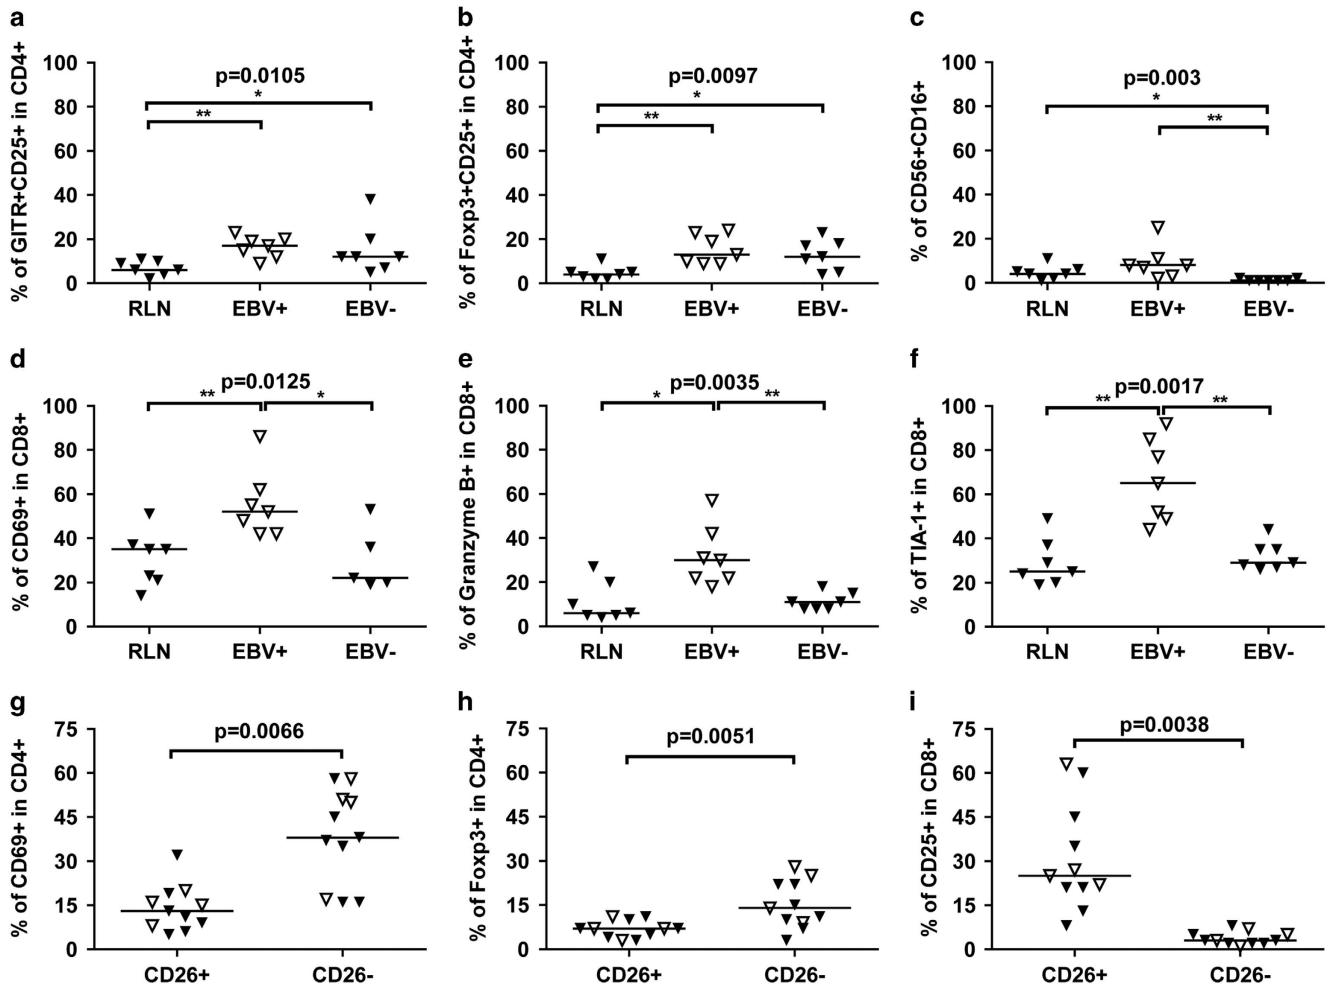 a
% of GITR+CD25+ in CD4+
100
80
60
40
20
0
p=0.0105
*
**
RLN EBV+ EBV-
b
% of Foxp3+CD25+ in CD4+
100
80
60
40
20
0
p=0.0097
*
**
RLN EBV+ EBV-
c
% of CD56+CD16+
100
80
60
40
20
0
p=0.003
*
**
RLN EBV+ EBV-
d
% of CD69+ in CD8+
100
80
60
40
20
0
p=0.0125
** *
RLN EBV+ EBV-
e
% of Granzyme B+ in CD8+
100
80
60
40
20
0
p=0.0035
* **
RLN EBV+ EBV-
f
% of TIA-1+ in CD8+
100
80
60
40
20
0
p=0.0017
** **
RLN EBV+ EBV-
g
% of CD69+ in CD4+
75
60
45
30
15
0
p=0.0066
CD26+ CD26-
h
% of Foxp3+ in CD4+
75
60
45
30
15
0
p=0.0051
CD26+ CD26-
i
% of CD25+ in CD8+
75
60
45
30
15
0
p=0.0038
CD26+ CD26-